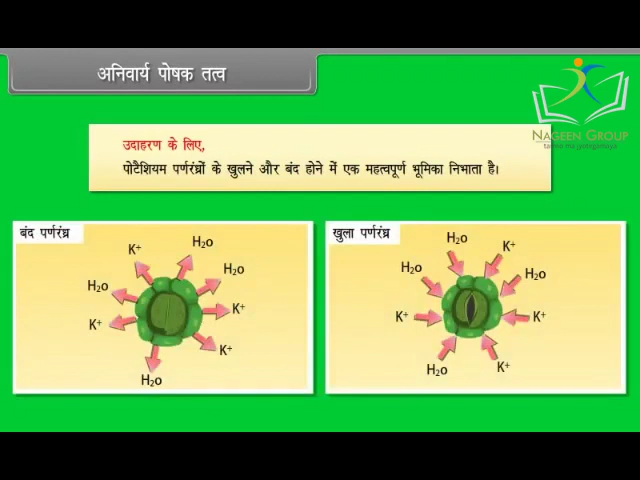 अनिवार्य पोषक तत्व
NAGEEN GROUP
उदाहरण के लिए,
पोटैशियम पर्णरंध्रों के खुलने और बंद होने में एक महत्वपूर्ण भूमिका निभाता है।
बंद पर्णरंध्र
K⁺
H₂o
H₂o
H₂o
K⁺
K⁺
K⁺
H₂o
खुला पर्णरंध्र
H₂o
K⁺
H₂o
H₂o
K⁺
K⁺
H₂o
K⁺